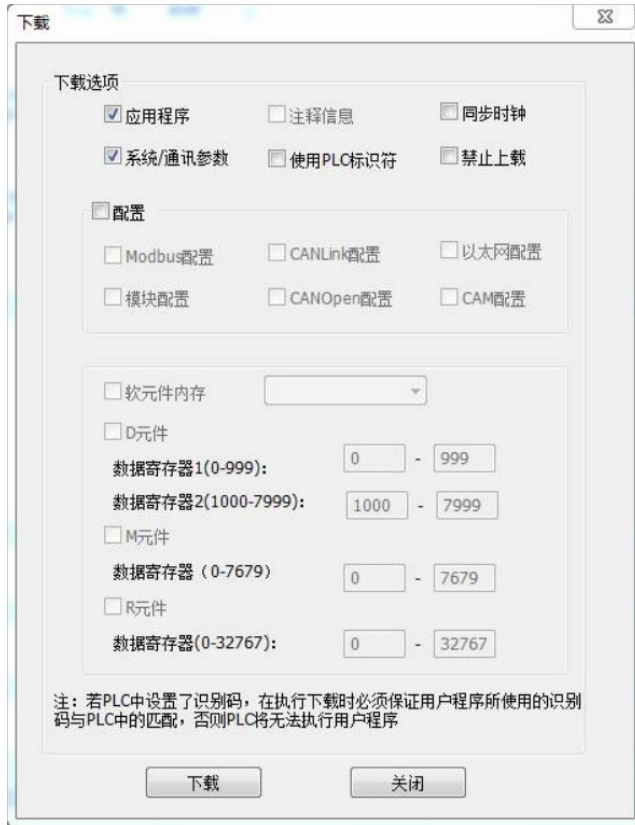 下载
下载选项
应用程序 注释信息 同步时钟
系统/通讯参数 使用PLC标识符 禁止上载
配置
Modbus配置 CANLink配置 以太网配置
模块配置 CANOpen配置 CAM配置
软元件内存
D元件
数据寄存器1(0-999): 0 - 999
数据寄存器2(1000-7999): 1000 - 7999
M元件
数据寄存器（0-7679） 0 - 7679
R元件
数据寄存器(0-32767): 0 - 32767
注：若PLC中设置了识别码，在执行下载时必须保证用户程序所使用的识别
码与PLC中的匹配，否则PLC将无法执行用户程序
下载 关闭